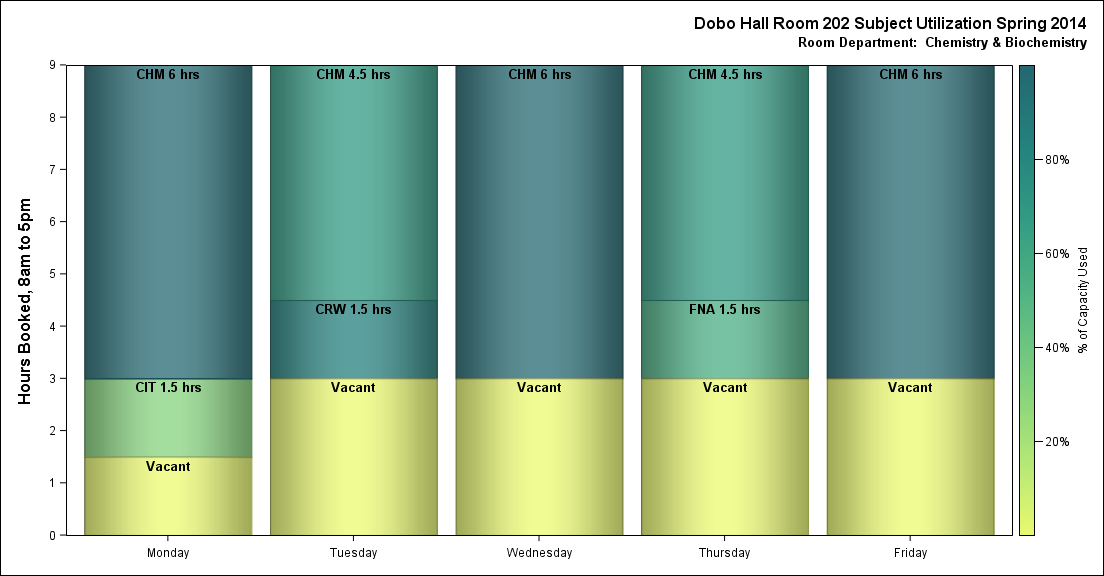 Dobo Hall Room 202 Subject Utilization Spring 2014
Room Department:  Chemistry & Biochemistry
Hours Booked, 8am to 5pm
9
8
7
6
5
4
3
2
1
0
CHM 6 hrs
CIT 1.5 hrs
Vacant
CHM 4.5 hrs
CRW 1.5 hrs
Vacant
CHM 6 hrs
Vacant
CHM 4.5 hrs
FNA 1.5 hrs
Vacant
CHM 6 hrs
Vacant
Monday
Tuesday
Wednesday
Thursday
Friday
80%
60%
40%
20%
% of Capacity Used